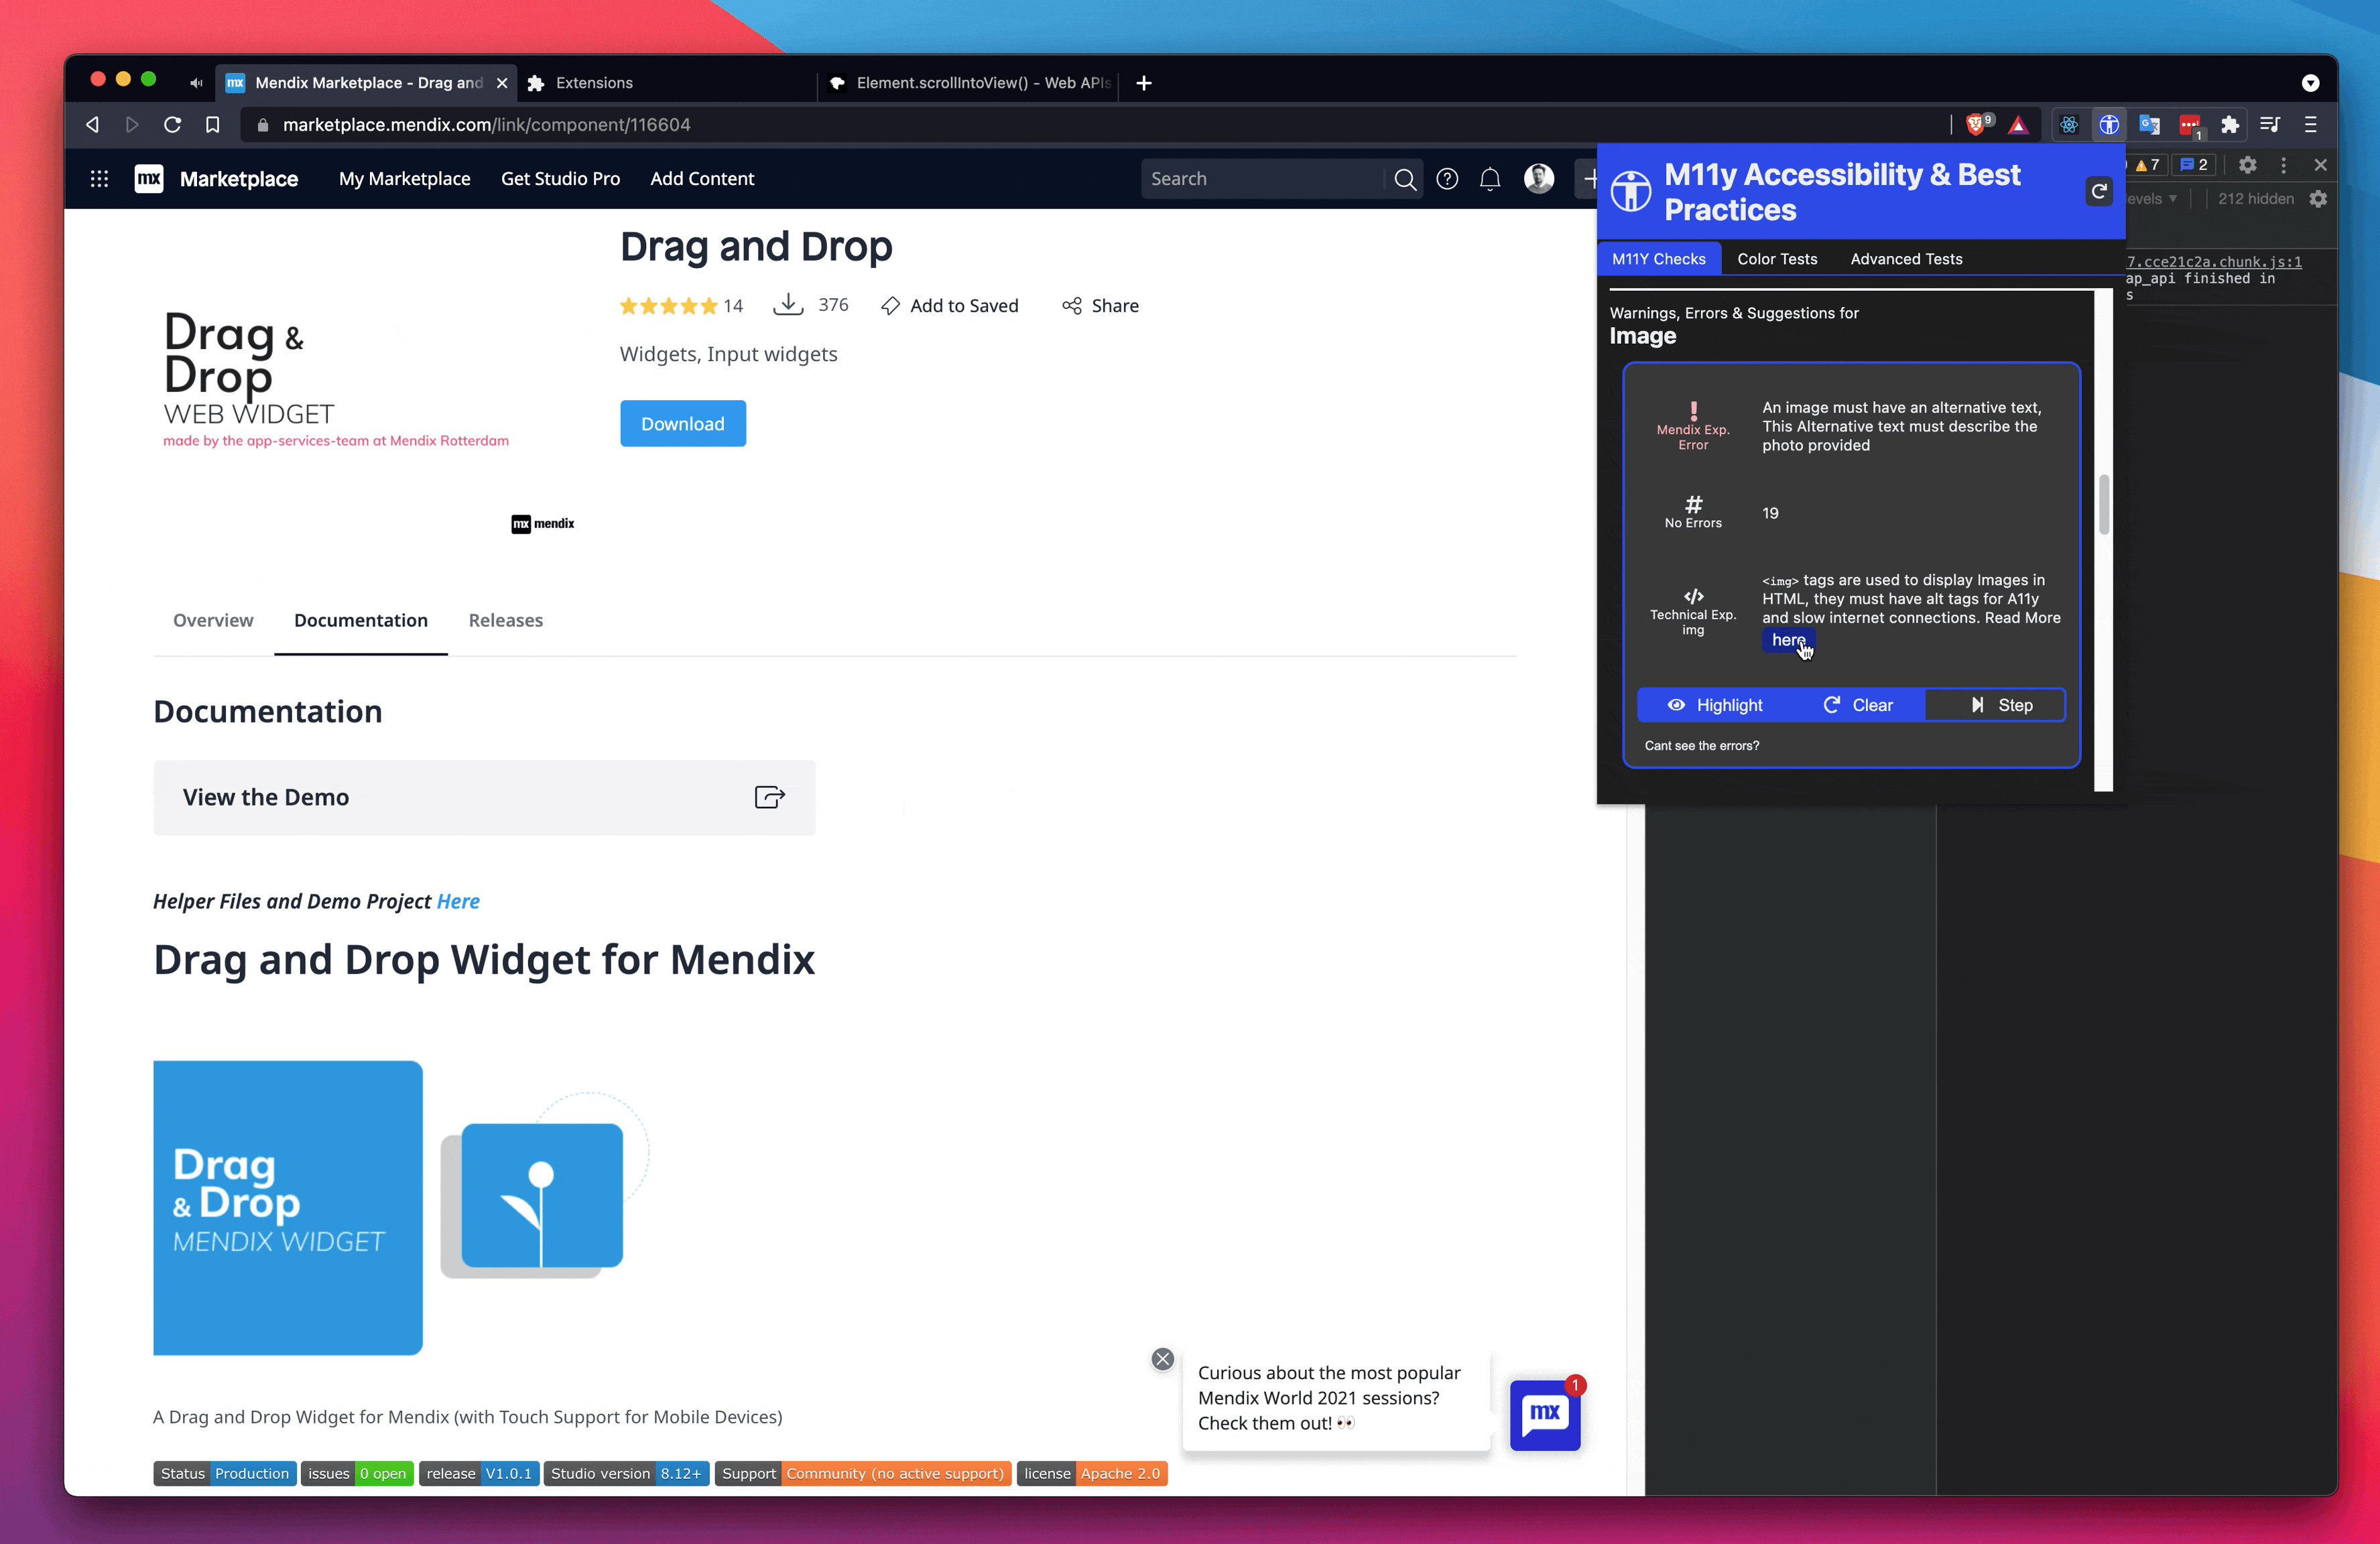 Mendix Marketplace - Drag and
Extensions
Element.scrollIntoView() - Web APIs
marketplace.mendix.com/link/component/116604
9
1
mx
Marketplace
My Marketplace
Get Studio Pro
Add Content
Search
M11y Accessibility & Best
Practices
7
2
evels
212 hidden
M11Y Checks
Color Tests
Advanced Tests
7.cce21c2a.chunk.js:1
ap_api finished in
s
Drag and Drop
14
376
Add to Saved
Share
Widgets, Input widgets
Download
Drag &
Drop
WEB WIDGET
made by the app-services-team at Mendix Rotterdam
mx mendix
Warnings, Errors & Suggestions for
Image
Mendix Exp.
Error
An image must have an alternative text,
This Alternative text must describe the
photo provided
No Errors
19
Technical Exp.
img
<img> tags are used to display Images in
HTML, they must have alt tags for A11y
and slow internet connections. Read More
here
Highlight
Clear
Step
Cant see the errors?
Overview
Documentation
Releases
Documentation
View the Demo
Helper Files and Demo Project Here
Drag and Drop Widget for Mendix
Drag
& Drop
MENDIX WIDGET
A Drag and Drop Widget for Mendix (with Touch Support for Mobile Devices)
Status Production issues 0 open release V1.0.1 Studio version 8.12+ Support Community (no active support) license Apache 2.0
Curious about the most popular
Mendix World 2021 sessions?
Check them out! 👀
mx
1